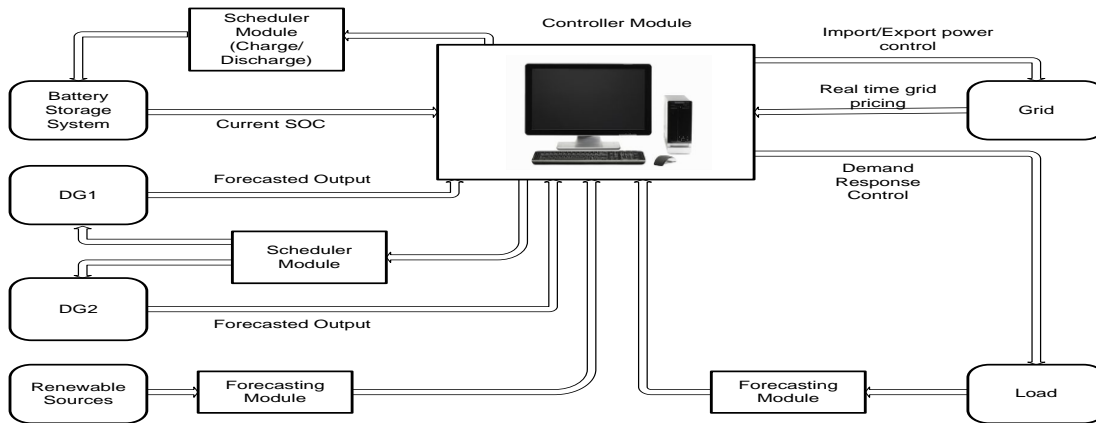 Scheduler
Module
(Charge/
Discharge)
Controller Module
Import/Export power
control
Battery
Storage
System
Current SOC
Real time grid
pricing
Grid
DG1
Forecasted Output
Demand
Response
Control
Scheduler
Module
DG2
Forecasted Output
Renewable
Sources
Forecasting
Module
Forecasting
Module
Load